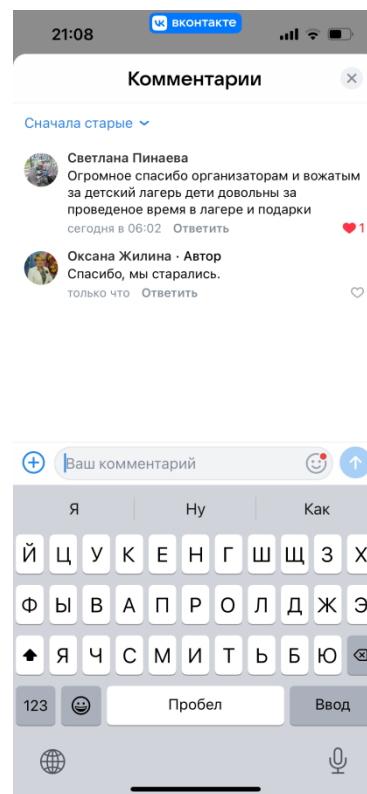 21:08
вконтакте
Комментарии
Сначала старые
Светлана Пинаева
Огромное спасибо организаторам и вожатым
за детский лагерь дети довольны за
проведеное время в лагере и подарки
сегодня в 06:02 Ответить 1
Оксана Жилина · Автор
Спасибо, мы старались.
только что Ответить
Ваш комментарий
Я Ну Как
Й Ц У К Е Н Г Ш Щ З Х
Ф Ы В А П Р О Л Д Ж Э
Я Ч С М И Т Ь Б Ю
123 Пробел Ввод